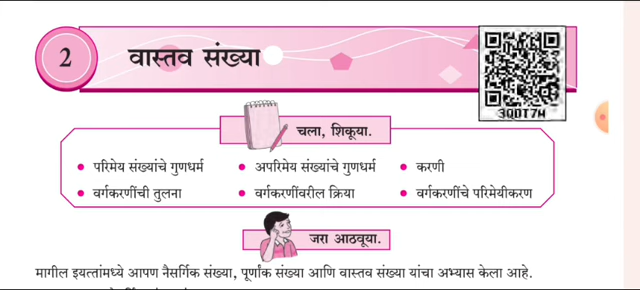 2
वास्तव संख्या
3QDT7W
चला, शिकूया.
• परिमेय संख्यांचे गुणधर्म • अपरिमेय संख्यांचे गुणधर्म • करणी
• वर्गकरणींची तुलना • वर्गकरणींवरील क्रिया • वर्गकरणींचे परिमेयीकरण
जरा आठवूया.
मागील इयत्तांमध्ये आपण नैसर्गिक संख्या, पूर्णांक संख्या आणि वास्तव संख्या यांचा अभ्यास केला आहे.